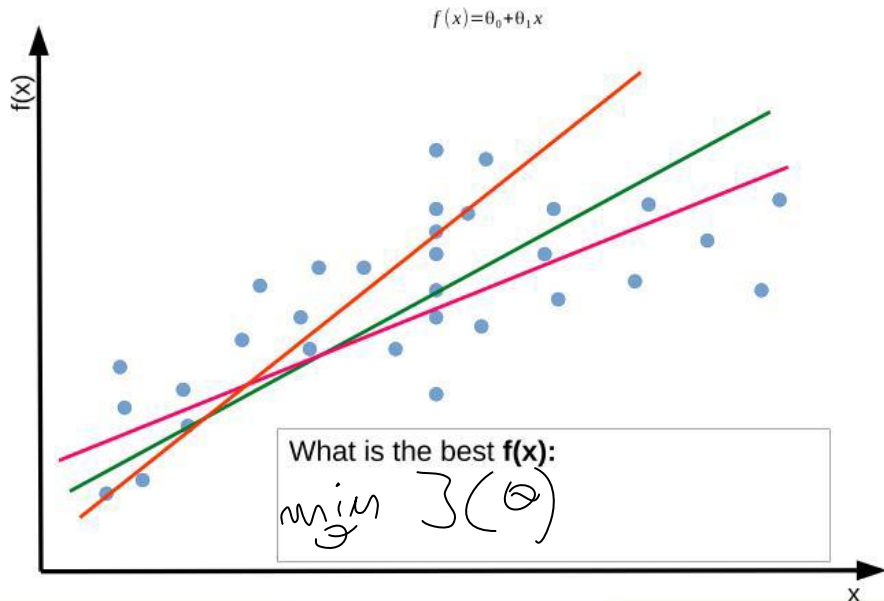 f(x)=θ₀+θ₁x
f(x)
What is the best f(x):
min J(θ)
θ
x